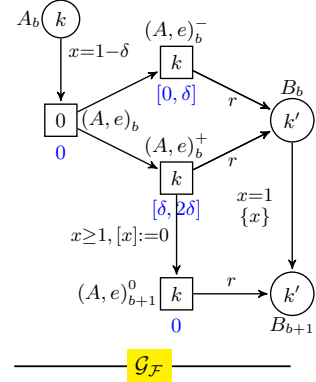 A_b
k
(A, e)_b^-
k
x=1−δ
[0, δ]
r
B_b
k′
0
(A, e)_b
0
(A, e)_b^+
k
r
[δ, 2δ]
x≥1, [x]:=0
x=1
{x}
(A, e)_{b+1}^0
k
r
k′
0
B_{b+1}
𝒢_ℱ